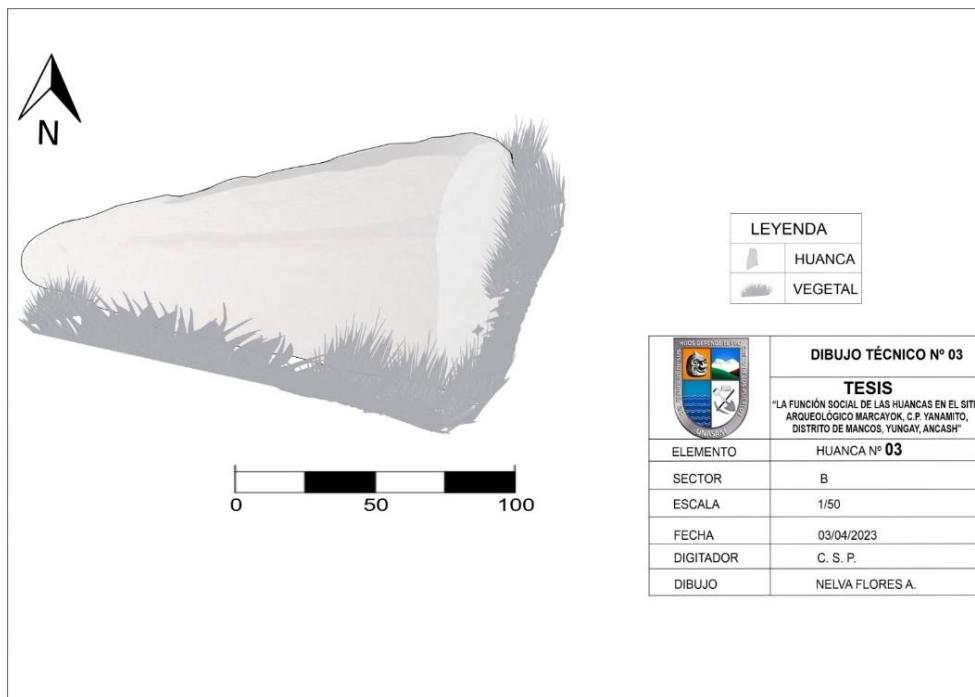 N
0 50 100
LEYENDA
HUANCA
VEGETAL
UNASAM
DIBUJO TÉCNICO Nº 03
TESIS
"LA FUNCIÓN SOCIAL DE LAS HUANCAS EN EL SITI
ARQUEOLÓGICO MARCAYOK, C.P. YANAMITO,
DISTRITO DE MANCOS, YUNGAY, ANCASH"
ELEMENTO HUANCA Nº 03
SECTOR B
ESCALA 1/50
FECHA 03/04/2023
DIGITADOR C. S. P.
DIBUJO NELVA FLORES A.